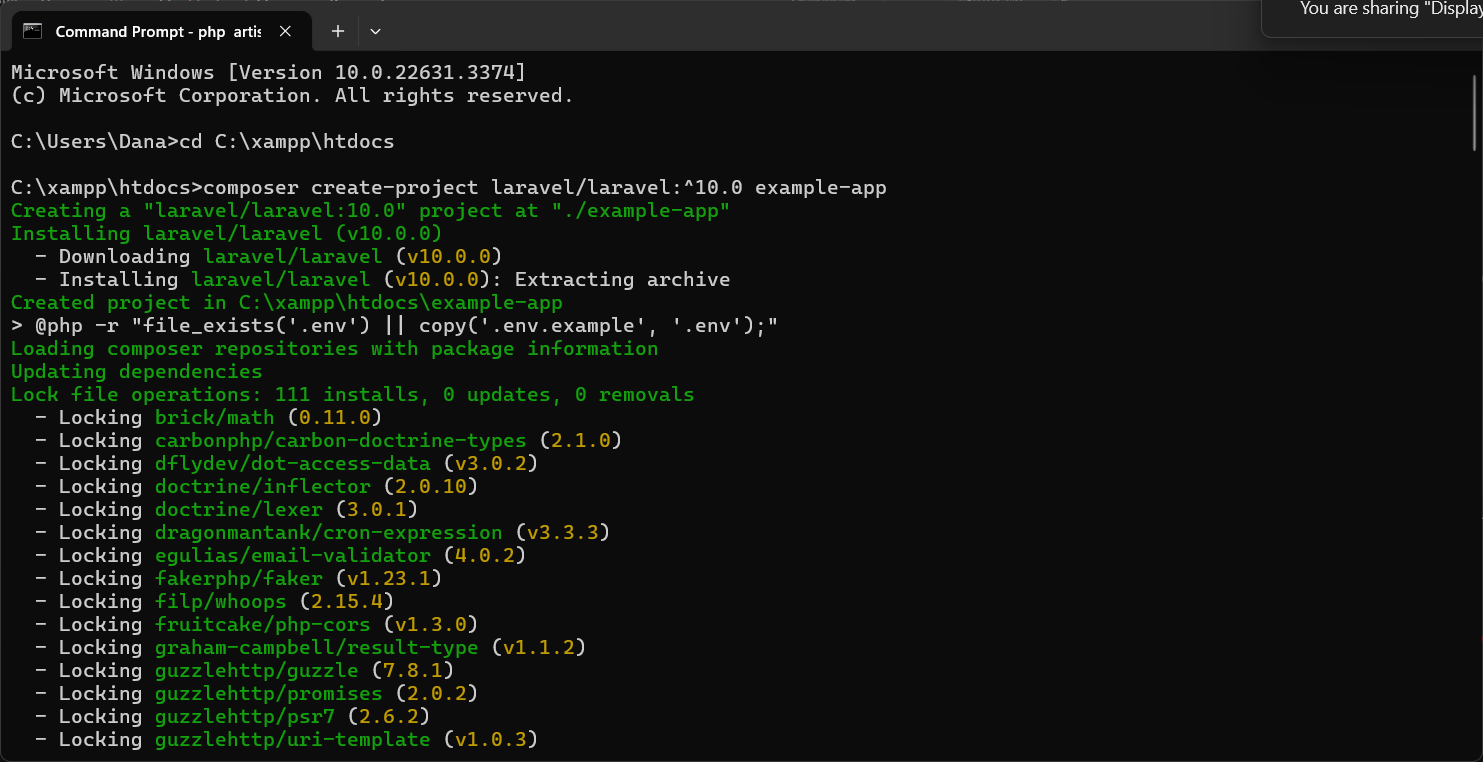 You are sharing "Display
Command Prompt - php artis
Microsoft Windows [Version 10.0.22631.3374]
(c) Microsoft Corporation. All rights reserved.
C:\Users\Dana>cd C:\xampp\htdocs
C:\xampp\htdocs>composer create-project laravel/laravel:^10.0 example-app
Creating a "laravel/laravel:10.0" project at "./example-app"
Installing laravel/laravel (v10.0.0)
  - Downloading laravel/laravel (v10.0.0)
  - Installing laravel/laravel (v10.0.0): Extracting archive
Created project in C:\xampp\htdocs\example-app
> @php -r "file_exists('.env') || copy('.env.example', '.env');"
Loading composer repositories with package information
Updating dependencies
Lock file operations: 111 installs, 0 updates, 0 removals
  - Locking brick/math (0.11.0)
  - Locking carbonphp/carbon-doctrine-types (2.1.0)
  - Locking dflydev/dot-access-data (v3.0.2)
  - Locking doctrine/inflector (2.0.10)
  - Locking doctrine/lexer (3.0.1)
  - Locking dragonmantank/cron-expression (v3.3.3)
  - Locking egulias/email-validator (4.0.2)
  - Locking fakerphp/faker (v1.23.1)
  - Locking filp/whoops (2.15.4)
  - Locking fruitcake/php-cors (v1.3.0)
  - Locking graham-campbell/result-type (v1.1.2)
  - Locking guzzlehttp/guzzle (7.8.1)
  - Locking guzzlehttp/promises (2.0.2)
  - Locking guzzlehttp/psr7 (2.6.2)
  - Locking guzzlehttp/uri-template (v1.0.3)